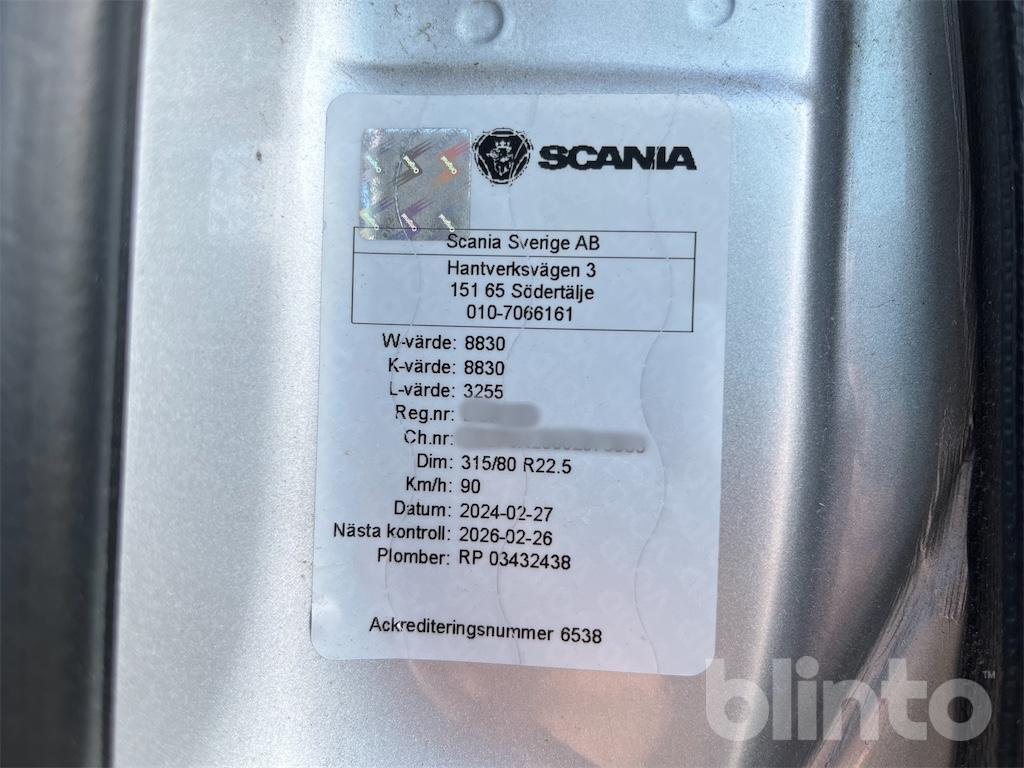 SCANIA
Scania Sverige AB
Hantverksvägen 3
151 65 Södertälje
010-7066161
W-värde: 8830
K-värde: 8830
L-värde: 3255
Reg.nr:
Ch.nr:
Dim: 315/80 R22.5
Km/h: 90
Datum: 2024-02-27
Nästa kontroll: 2026-02-26
Plomber: RP 03432438
Ackrediteringsnummer 6538
blinto™